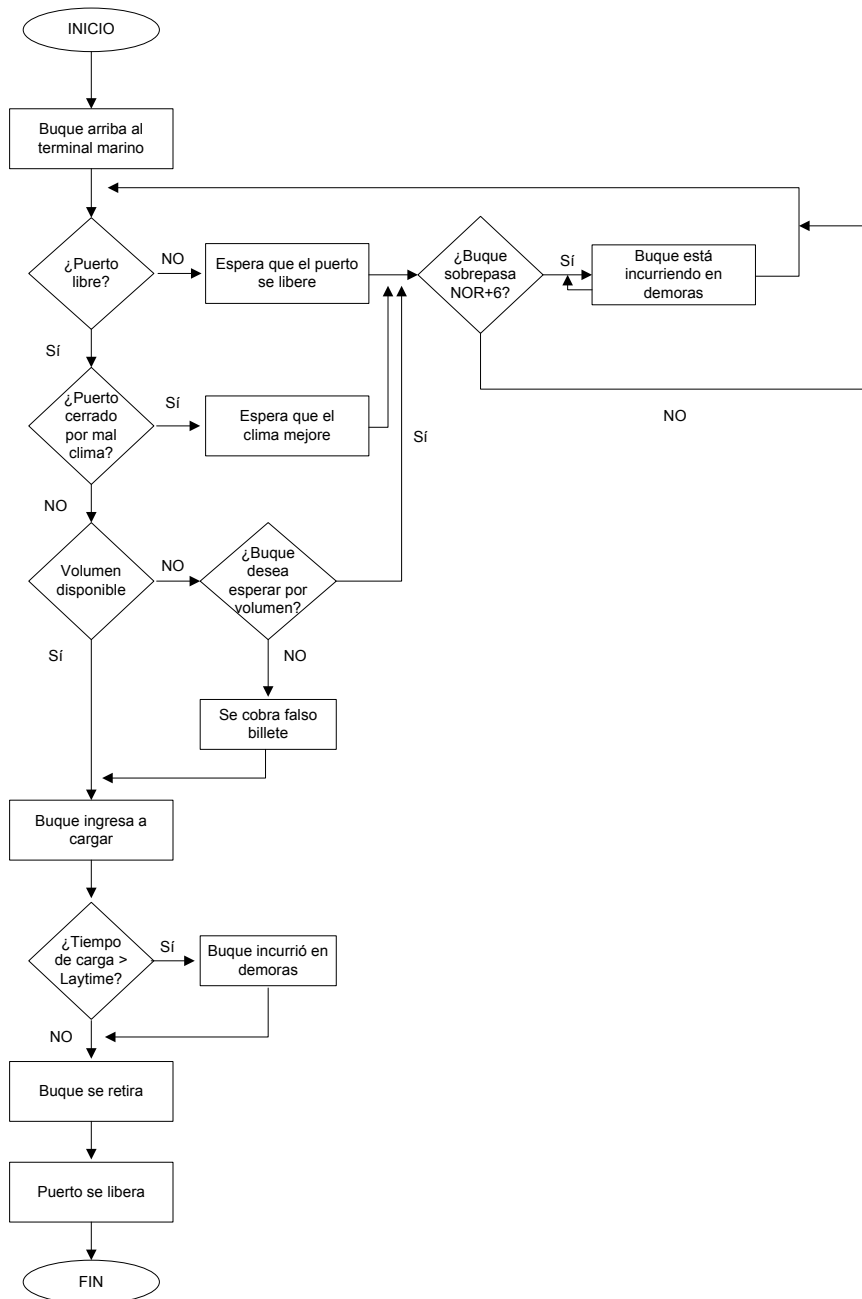 INICIO
Buque arriba al
terminal marino
¿Puerto
libre?
NO
Espera que el puerto
se libere
¿Buque
sobrepasa
NOR+6?
Sí
Buque está
incurriendo en
demoras
NO
Sí
¿Puerto
cerrado
por mal
clima?
Sí
Espera que el
clima mejore
Sí
NO
Volumen
disponible
NO
¿Buque
desea
esperar por
volumen?
Sí
NO
Se cobra falso
billete
Buque ingresa a
cargar
¿Tiempo
de carga >
Laytime?
Sí
Buque incurrió en
demoras
NO
Buque se retira
Puerto se libera
FIN